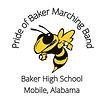 Pride of Baker Marching Band
Baker High School
Mobile, Alabama